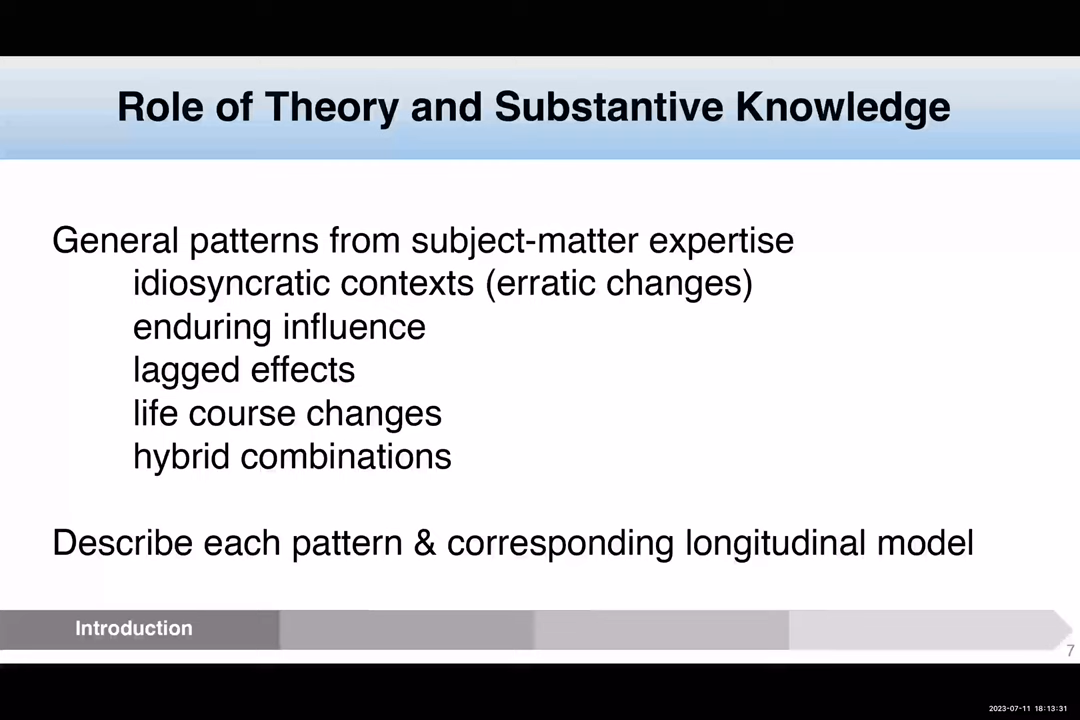 Role of Theory and Substantive Knowledge
General patterns from subject-matter expertise
idiosyncratic contexts (erratic changes)
enduring influence
lagged effects
life course changes
hybrid combinations
Describe each pattern & corresponding longitudinal model
Introduction
7
2023-07-11 18:13:31